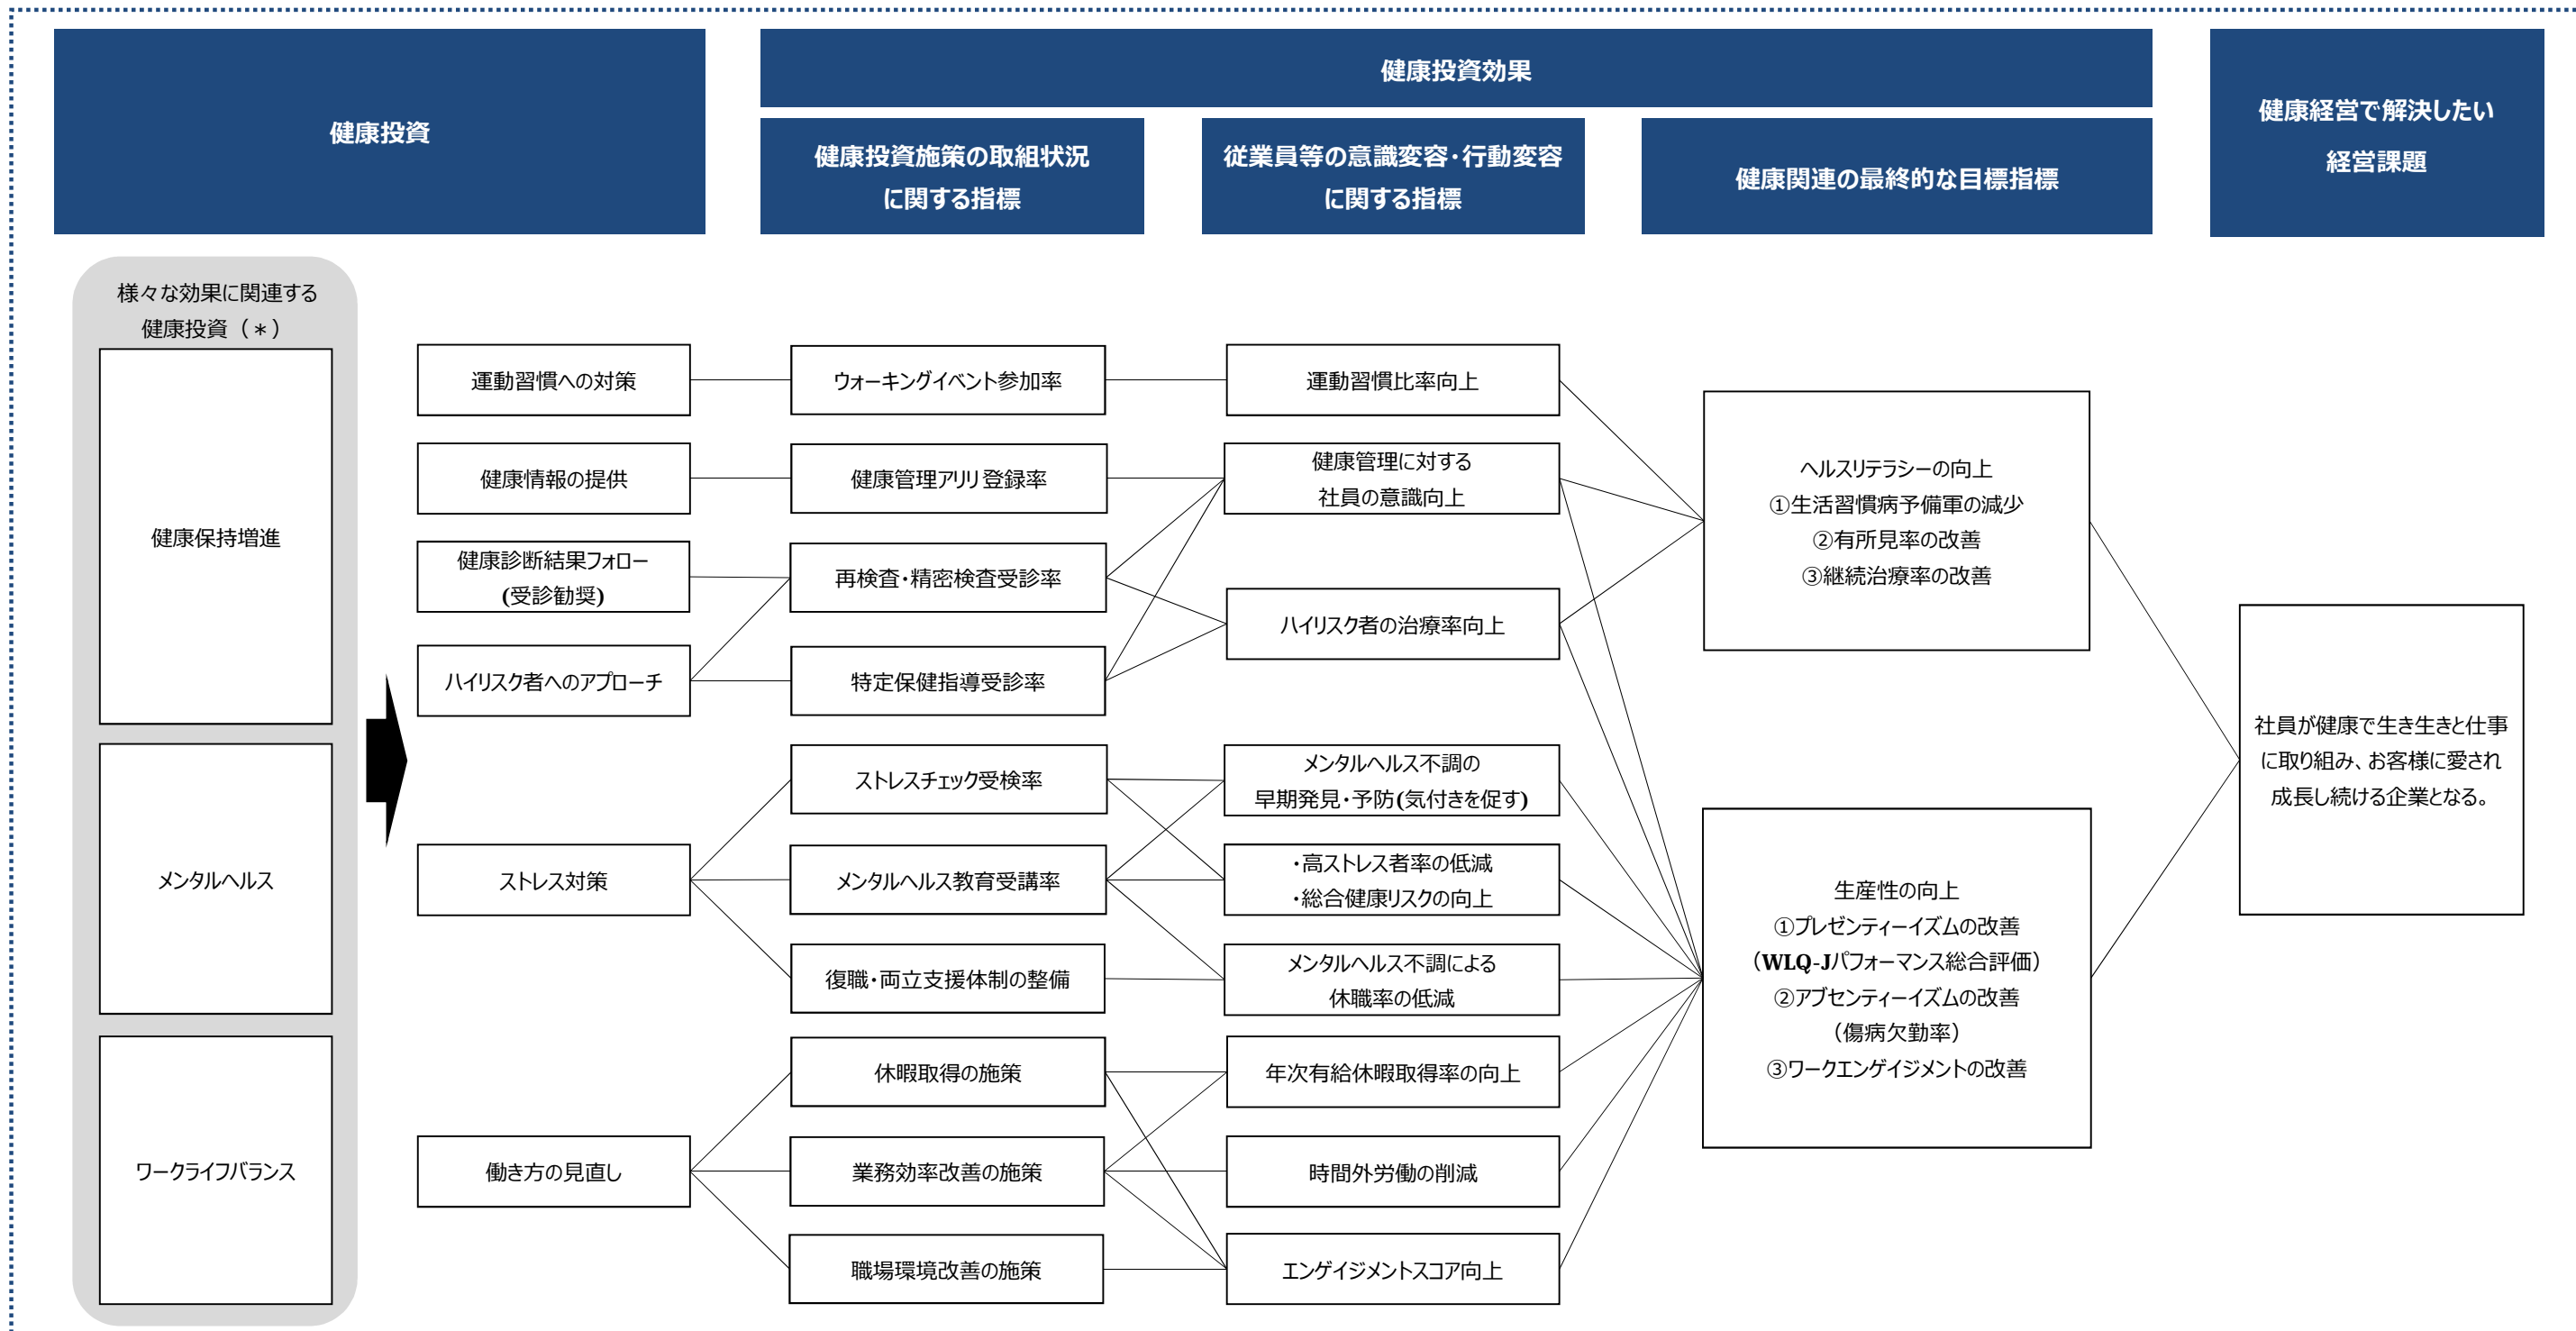 健康投資
健康投資効果
健康投資施策の取組状況
に関する指標
従業員等の意識変容・行動変容
に関する指標
健康関連の最終的な目標指標
健康経営で解決したい
経営課題
様々な効果に関連する
健康投資（＊）
健康保持増進
メンタルヘルス
ワークライフバランス
運動習慣への対策
健康情報の提供
健康診断結果フォロー
(受診勧奨)
ハイリスク者へのアプローチ
ストレス対策
働き方の見直し
ウォーキングイベント参加率
健康管理アリリ登録率
再検査・精密検査受診率
特定保健指導受診率
ストレスチェック受検率
メンタルヘルス教育受講率
復職・両立支援体制の整備
休暇取得の施策
業務効率改善の施策
職場環境改善の施策
運動習慣比率向上
健康管理に対する
社員の意識向上
ハイリスク者の治療率向上
メンタルヘルス不調の
早期発見・予防(気付きを促す)
・高ストレス者率の低減
・総合健康リスクの向上
メンタルヘルス不調による
休職率の低減
年次有給休暇取得率の向上
時間外労働の削減
エンゲイジメントスコア向上
ヘルスリテラシーの向上
①生活習慣病予備軍の減少
②有所見率の改善
③継続治療率の改善
生産性の向上
①プレゼンティーイズムの改善
（WLQ-Jパフォーマンス総合評価）
②アブセンティーイズムの改善
（傷病欠勤率）
③ワークエンゲイジメントの改善
社員が健康で生き生きと仕事
に取り組み、お客様に愛され
成長し続ける企業となる。